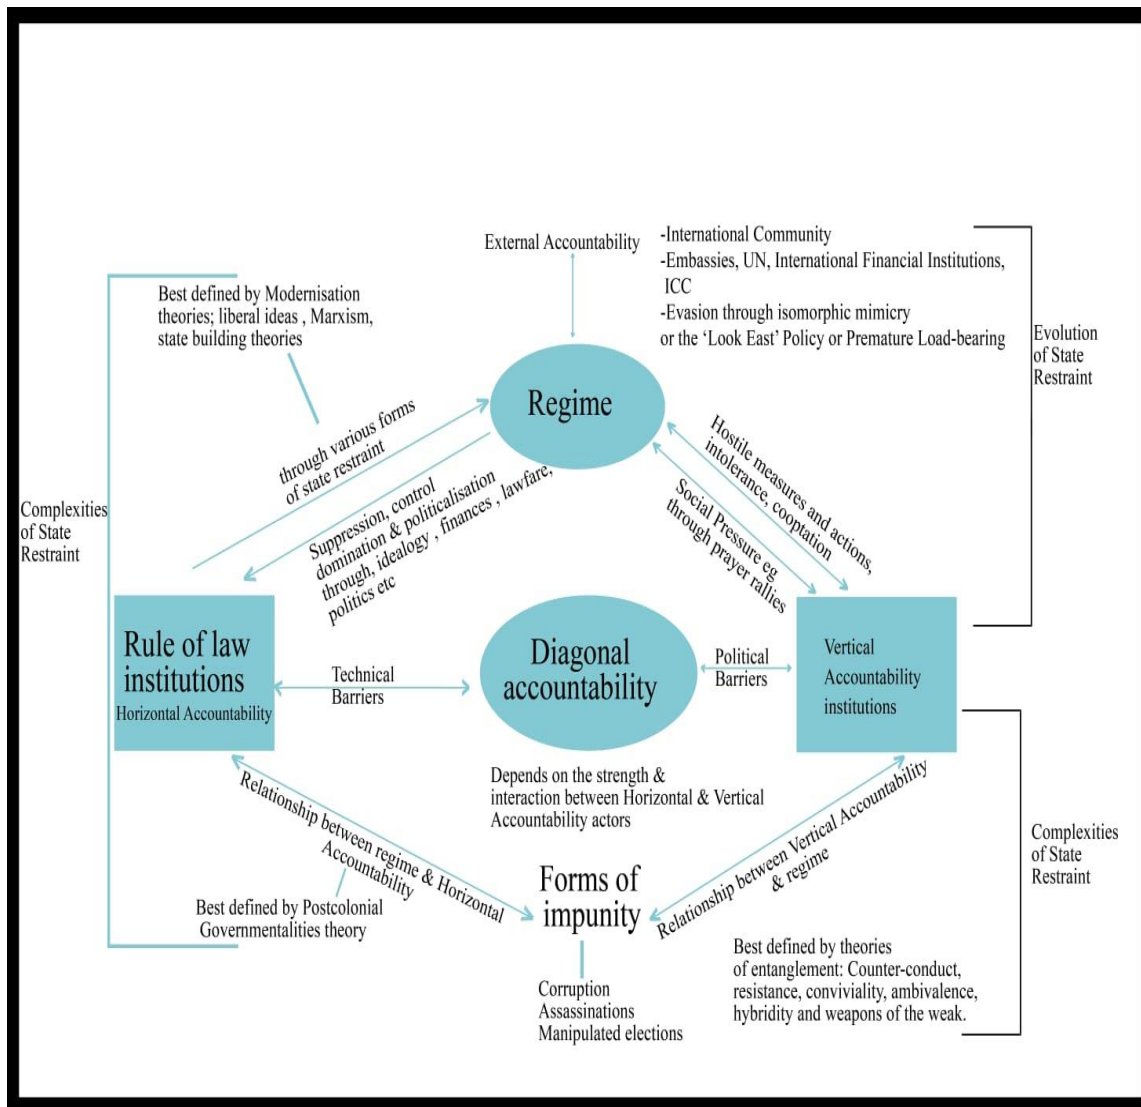 External Accountability
-International Community
-Embassies, UN, International Financial Institutions,
ICC
-Evasion through isomorphic mimicry
or the ‘Look East’ Policy or Premature Load-bearing
Evolution
of State
Restraint
Best defined by Modernisation
theories; liberal ideas , Marxism,
state building theories
Regime
through various forms
of state restraint
Suppression, control
domination & politicalisation
through, idealogy , finances , lawfare,
politics etc
Hostile measures and actions,
intolerance, cooptation
Social Pressure eg
through prayer rallies
Complexities
of State
Restraint
Rule of law
institutions
Horizontal Accountability
Technical
Barriers
Diagonal
accountability
Political
Barriers
Vertical
Accountability
institutions
Depends on the strength &
interaction between Horizontal & Vertical
Accountability actors
Relationship between regime & Horizontal
Accountability
Relationship between Vertical Accountability
& regime
Complexities
of State
Restraint
Best defined by Postcolonial
Governmentalities theory
Forms of
impunity
Corruption
Assassinations
Manipulated elections
Best defined by theories
of entanglement: Counter-conduct,
resistance, conviviality, ambivalence,
hybridity and weapons of the weak.